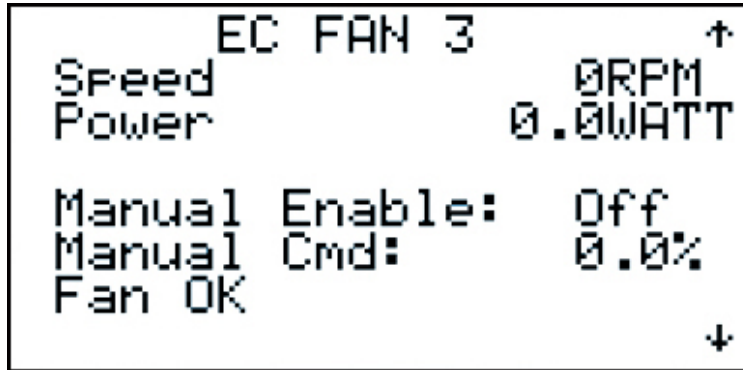 EC FAN 3 ↑
Speed 0RPM
Power 0.0WATT
Manual Enable: Off
Manual Cmd: 0.0%
Fan OK
↓